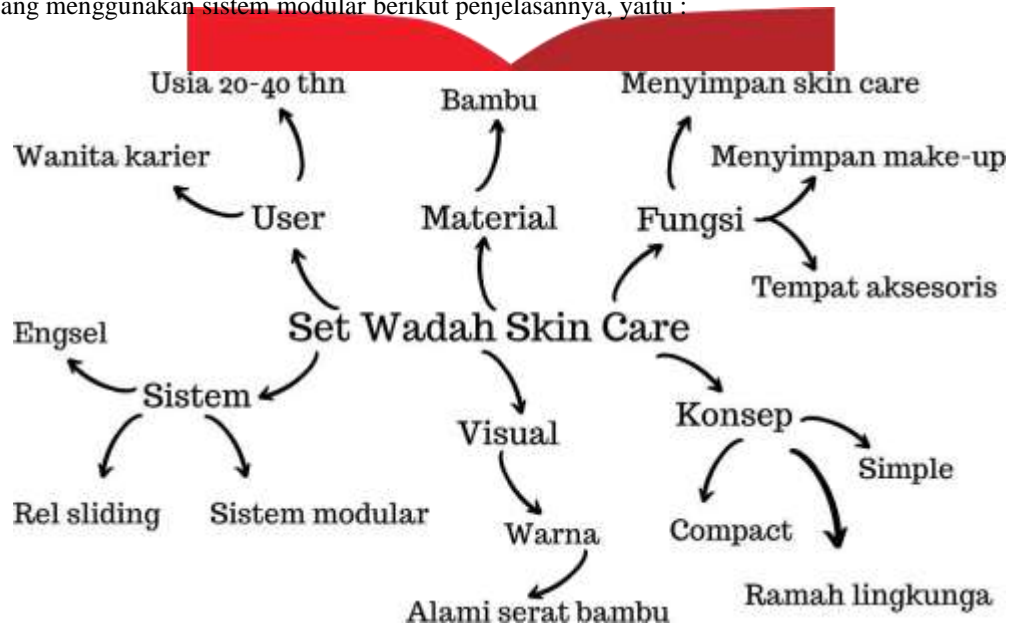 ang menggunakan sistem modular berikut penjelasannya, yaitu :
Usia 20-40 thn
Bambu
Menyimpan skin care
Wanita karier
Menyimpan make-up
User
Material
Fungsi
Tempat aksesoris
Set Wadah Skin Care
Engsel
Sistem
Konsep
Visual
Simple
Rel sliding
Sistem modular
Warna
Compact
Ramah lingkunga
Alami serat bambu